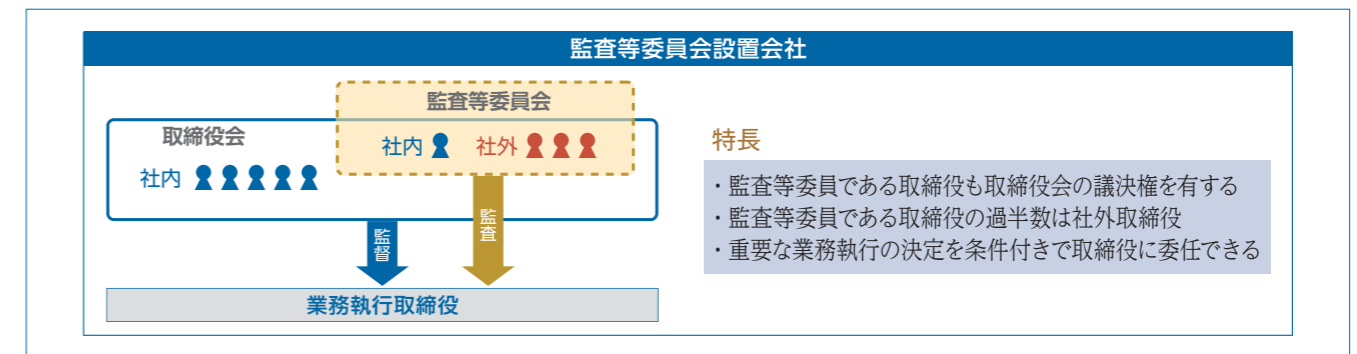 監査等委員会設置会社
監査等委員会
取締役会
社内
社外
社内
監督
監査
業務執行取締役
特長
・監査等委員である取締役も取締役会の議決権を有する
・監査等委員である取締役の過半数は社外取締役
・重要な業務執行の決定を条件付きで取締役に委任できる